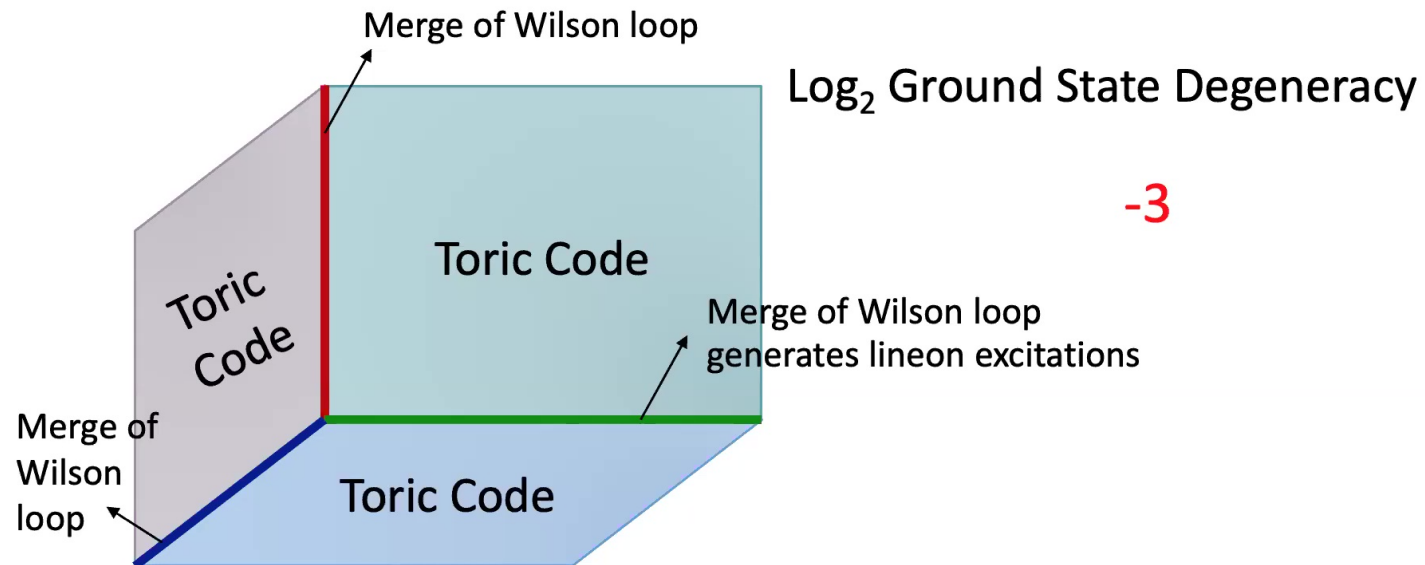 Merge of Wilson loop
Log₂ Ground State Degeneracy
-3
Toric Code
Toric
Code
Merge of Wilson loop
generates lineon excitations
Merge of
Wilson
loop
Toric Code